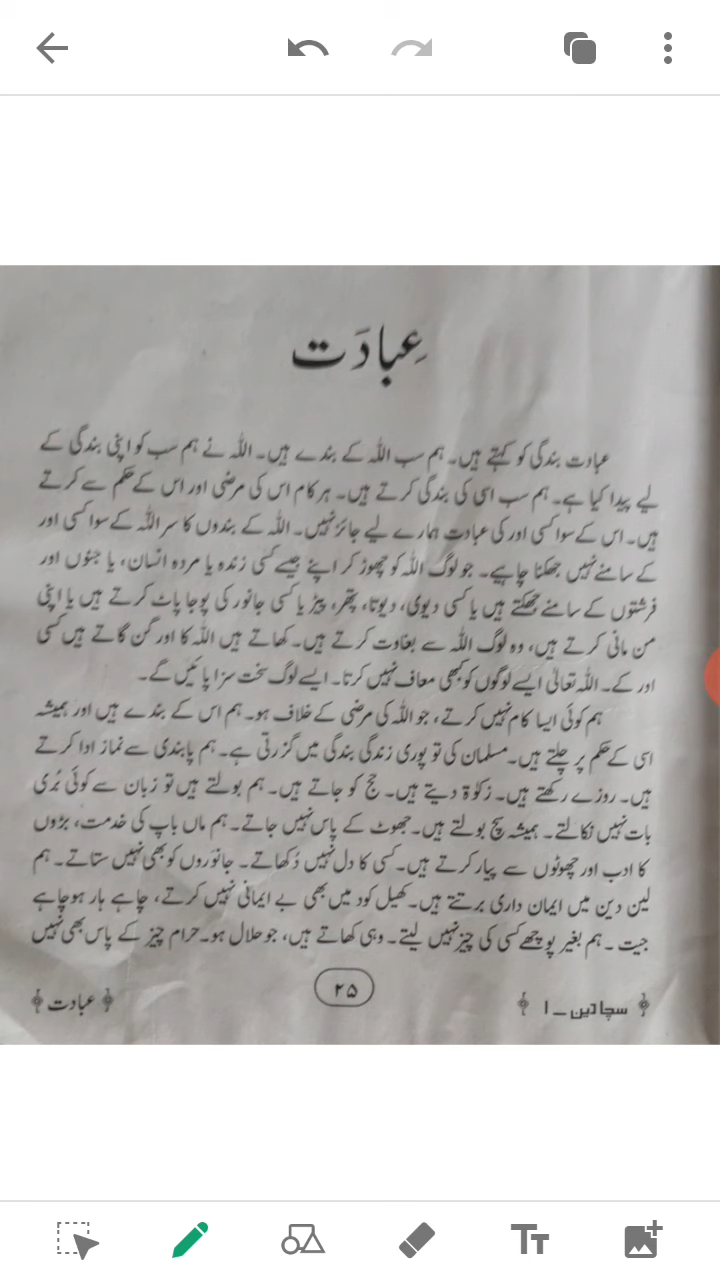 عِبادَت
عبادت بندگی کو کہتے ہیں۔ ہم سب اللہ کے بندے ہیں۔ اللہ نے ہم سب کو اپنی بندگی کے
لیے پیدا کیا ہے۔ ہم سب اسی کی بندگی کرتے ہیں۔ ہر کام اس کی مرضی اور اس کے حکم سے کرتے
ہیں۔ اس کے سوا کسی اور کی عبادت ہمارے لیے جائز نہیں۔ اللہ کے بندوں کا سر اللہ کے سوا کسی اور
کے سامنے نہیں جھکنا چاہیے۔ جو لوگ اللہ کو چھوڑ کر اپنے جیسے کسی زندہ یا مردہ انسان، یا جنوں اور
فرشتوں کے سامنے جھکتے ہیں یا کسی دیوی، دیوتا، پتھر، پیڑ یا کسی جانور کی پوجا پاٹ کرتے ہیں یا اپنی
من مانی کرتے ہیں، وہ لوگ اللہ سے بغاوت کرتے ہیں۔ کھاتے ہیں اللہ کا اور گن گاتے ہیں کسی
اور کے۔ اللہ تعالیٰ ایسے لوگوں کو کبھی معاف نہیں کرتا۔ ایسے لوگ سخت سزا پائیں گے۔
ہم کوئی ایسا کام نہیں کرتے، جو اللہ کی مرضی کے خلاف ہو۔ ہم اس کے بندے ہیں اور ہمیشہ
اسی کے حکم پر چلتے ہیں۔ مسلمان کی تو پوری زندگی بندگی میں گزرتی ہے۔ ہم پابندی سے نماز ادا کرتے
ہیں۔ روزے رکھتے ہیں۔ زکوٰۃ دیتے ہیں۔ حج کو جاتے ہیں۔ ہم بولتے ہیں تو زبان سے کوئی بُری
بات نہیں نکالتے۔ ہمیشہ سچ بولتے ہیں۔ جھوٹ کے پاس نہیں جاتے۔ ہم ماں باپ کی خدمت، بڑوں
کا ادب اور چھوٹوں سے پیار کرتے ہیں۔ کسی کا دل نہیں دُکھاتے۔ جانوروں کو بھی نہیں ستاتے۔ ہم
لین دین میں ایمان داری برتتے ہیں۔ کھیل کود میں بھی بے ایمانی نہیں کرتے، چاہے ہار ہو چاہے
جیت۔ ہم بغیر پوچھے کسی کی چیز نہیں لیتے۔ وہی کھاتے ہیں، جو حلال ہو۔ حرام چیز کے پاس بھی نہیں
﴿ سچا دین – ۱ ﴾ ۲۵ ﴿ عبادت ﴾
Tт